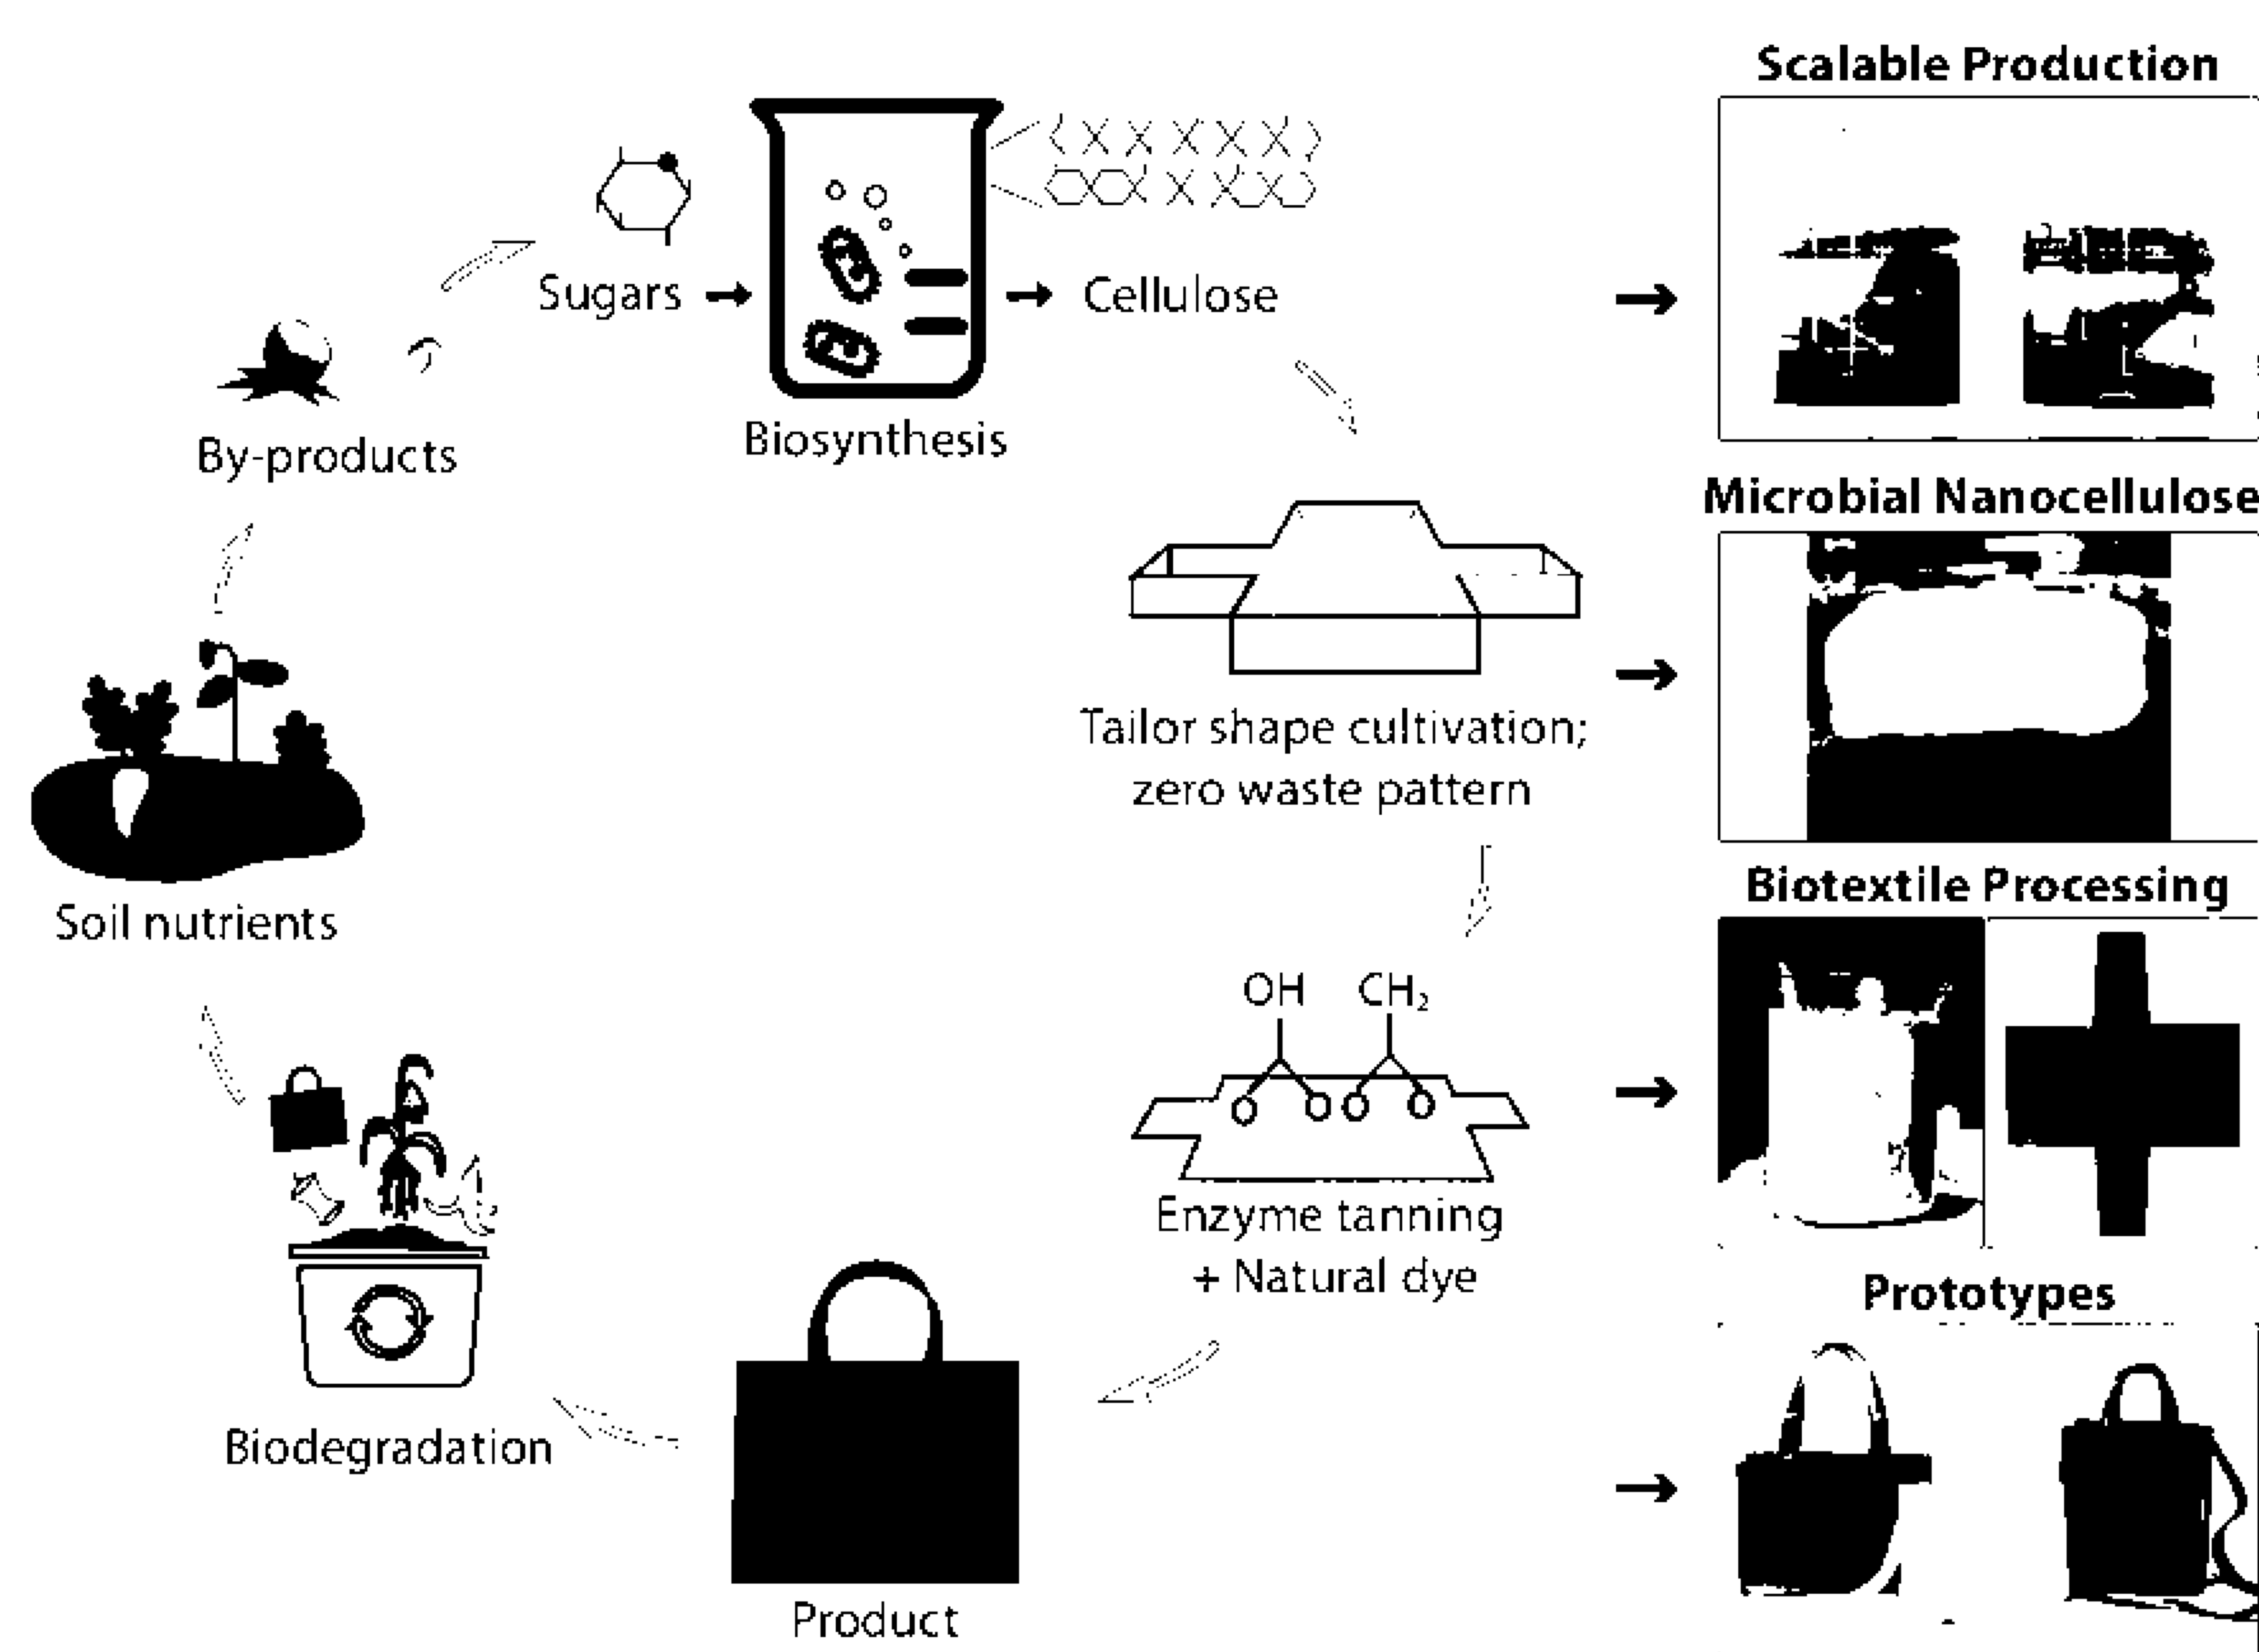 Scalable Production
Sugars
Cellulose
Biosynthesis
By-products
Microbial Nanocellulose
Tailor shape cultivation;
zero waste pattern
Biotextile Processing
Soil nutrients
OH
CH₂
Enzyme tanning
+ Natural dye
Prototypes
Biodegradation
Product